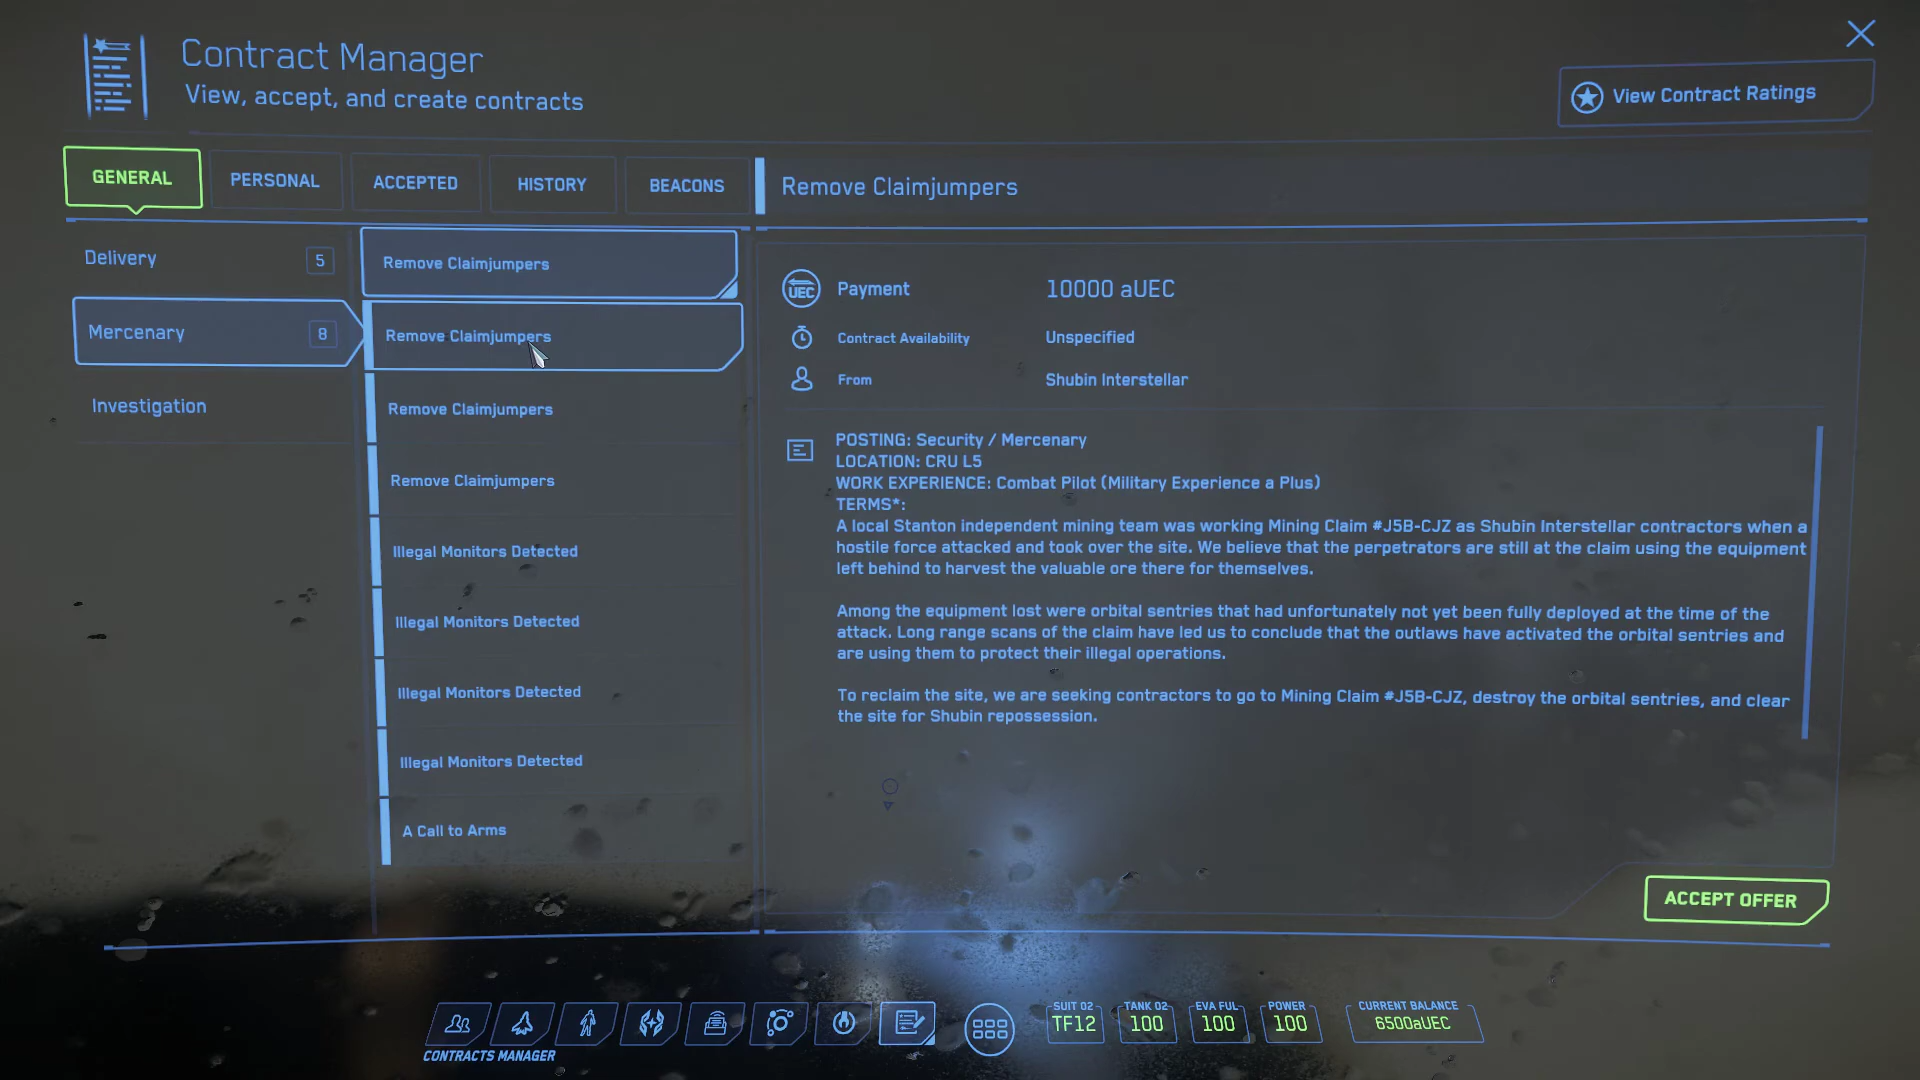 Contract Manager
View, accept, and create contracts
View Contract Ratings
GENERAL
PERSONAL
ACCEPTED
HISTORY
BEACONS
Remove Claimjumpers
Delivery
5
Mercenary
8
Investigation
Remove Claimjumpers
Remove Claimjumpers
Remove Claimjumpers
Remove Claimjumpers
Illegal Monitors Detected
Illegal Monitors Detected
Illegal Monitors Detected
Illegal Monitors Detected
A Call to Arms
UEC
Payment
10000 aUEC
Contract Availability
Unspecified
From
Shubin Interstellar
POSTING: Security / Mercenary
LOCATION: CRU L5
WORK EXPERIENCE: Combat Pilot (Military Experience a Plus)
TERMS*:
A local Stanton independent mining team was working Mining Claim #J5B-CJZ as Shubin Interstellar contractors when a
hostile force attacked and took over the site. We believe that the perpetrators are still at the claim using the equipment
left behind to harvest the valuable ore there for themselves.
Among the equipment lost were orbital sentries that had unfortunately not yet been fully deployed at the time of the
attack. Long range scans of the claim have led us to conclude that the outlaws have activated the orbital sentries and
are using them to protect their illegal operations.
To reclaim the site, we are seeking contractors to go to Mining Claim #J5B-CJZ, destroy the orbital sentries, and clear
the site for Shubin repossession.
ACCEPT OFFER
CONTRACTS MANAGER
SUIT 02
TF12
TANK 02
100
EVA FUL
100
POWER
100
CURRENT BALANCE
6500aUEC